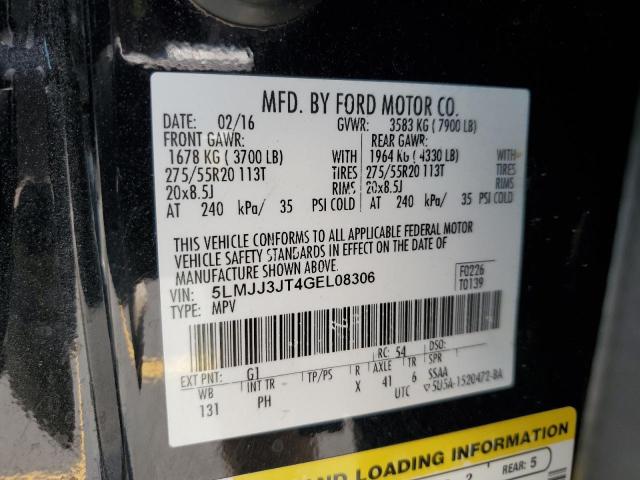 MFD. BY FORD MOTOR CO.
DATE: 02/16 GVWR: 3583 KG ( 7900 LB)
FRONT GAWR: REAR GAWR:
1678 KG ( 3700 LB) WITH 1964 KG ( 4330 LB) WITH
275/55R20 113T TIRES 275/55R20 113T TIRES
20x8.5J RIMS 20x8.5J RIMS
AT 240 kPa/ 35 PSI COLD AT 240 kPa/ 35 PSI COLD
THIS VEHICLE CONFORMS TO ALL APPLICABLE FEDERAL MOTOR
VEHICLE SAFETY STANDARDS IN EFFECT ON THE DATE OF
MANUFACTURE SHOWN ABOVE.
VIN: 5LMJJ3JT4GEL08306 F0226
TYPE: MPV T0139
EXT PNT: G1 RC: 54 DSO:
WB INT TR TP/PS R AXLE TR SPR
131 PH X 41 6 SSAA
UTC ▽5U5A-1520472-BA
AND LOADING INFORMATION
2 REAR: 5